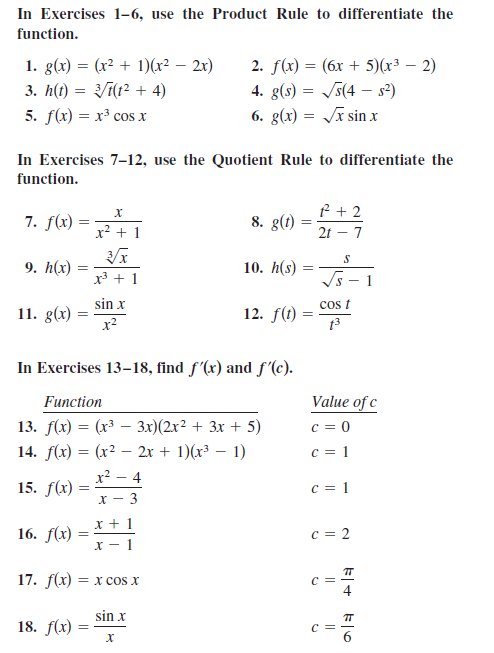 In Exercises 1–6, use the Product Rule to differentiate the
function.
1. g(x) = (x² + 1)(x² − 2x)  2. f(x) = (6x + 5)(x³ − 2)
3. h(t) = ∛t(t² + 4)  4. g(s) = √s(4 − s²)
5. f(x) = x³ cos x  6. g(x) = √x sin x
In Exercises 7–12, use the Quotient Rule to differentiate the
function.
7. f(x) = x/(x² + 1)  8. g(t) = (t² + 2)/(2t − 7)
9. h(x) = ∛x/(x³ + 1)  10. h(s) = s/(√s − 1)
11. g(x) = sin x/x²  12. f(t) = cos t/t³
In Exercises 13–18, find f′(x) and f′(c).
Function  Value of c
13. f(x) = (x³ − 3x)(2x² + 3x + 5)  c = 0
14. f(x) = (x² − 2x + 1)(x³ − 1)  c = 1
15. f(x) = (x² − 4)/(x − 3)  c = 1
16. f(x) = (x + 1)/(x − 1)  c = 2
17. f(x) = x cos x  c = π/4
18. f(x) = sin x/x  c = π/6